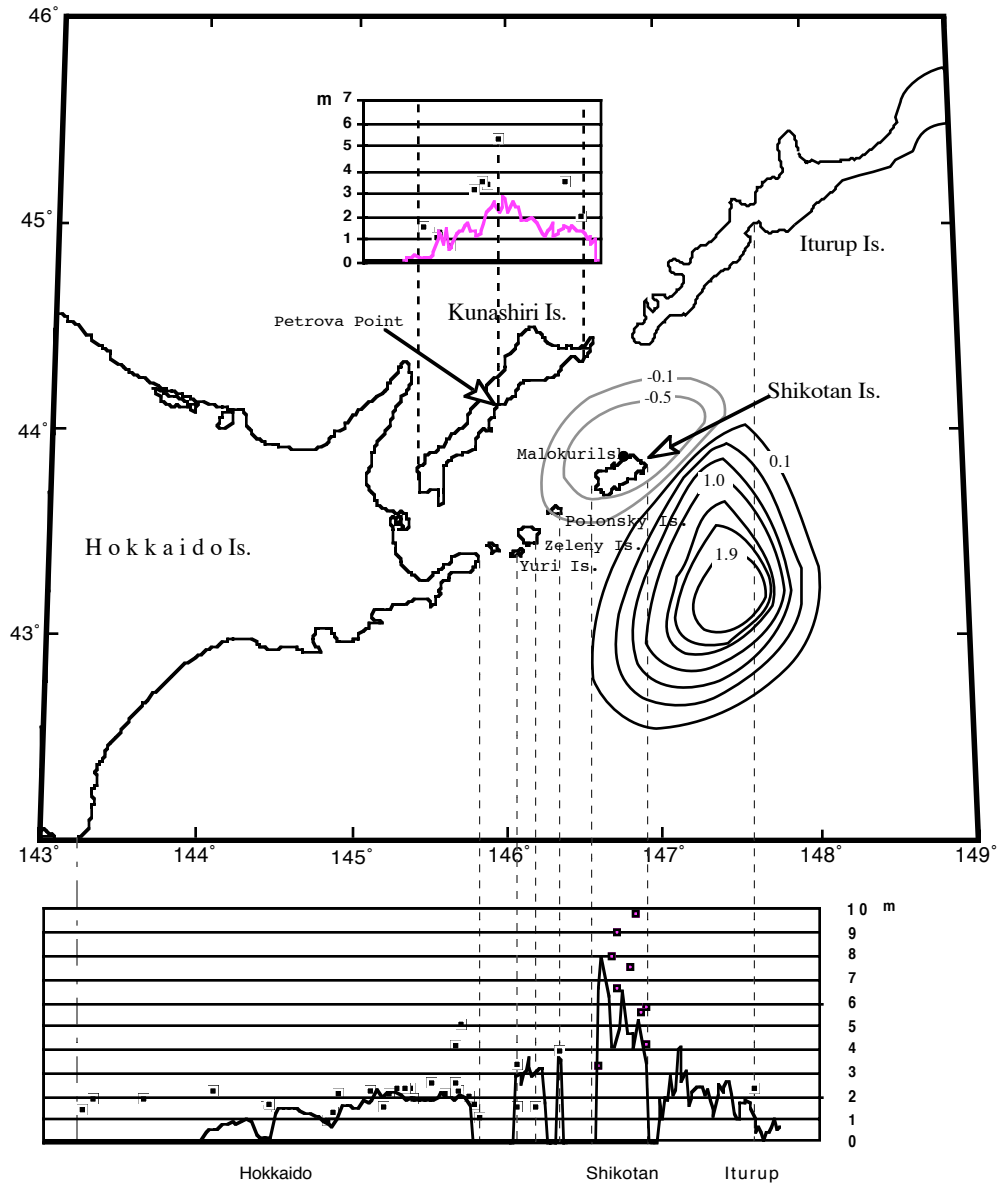 46°
m 7
6
5
4
3
2
1
0
45°
Iturup Is.
Petrova Point
Kunashiri Is.
-0.1
-0.5
Shikotan Is.
44°
Malokurilsk
0.1
1.0
Polonsky Is.
Hokkaido Is.
Zeleny Is.
1.9
Yuri Is.
43°
143° 144° 145° 146° 147° 148° 149°
10 m
9
8
7
6
5
4
3
2
1
0
Hokkaido Shikotan Iturup